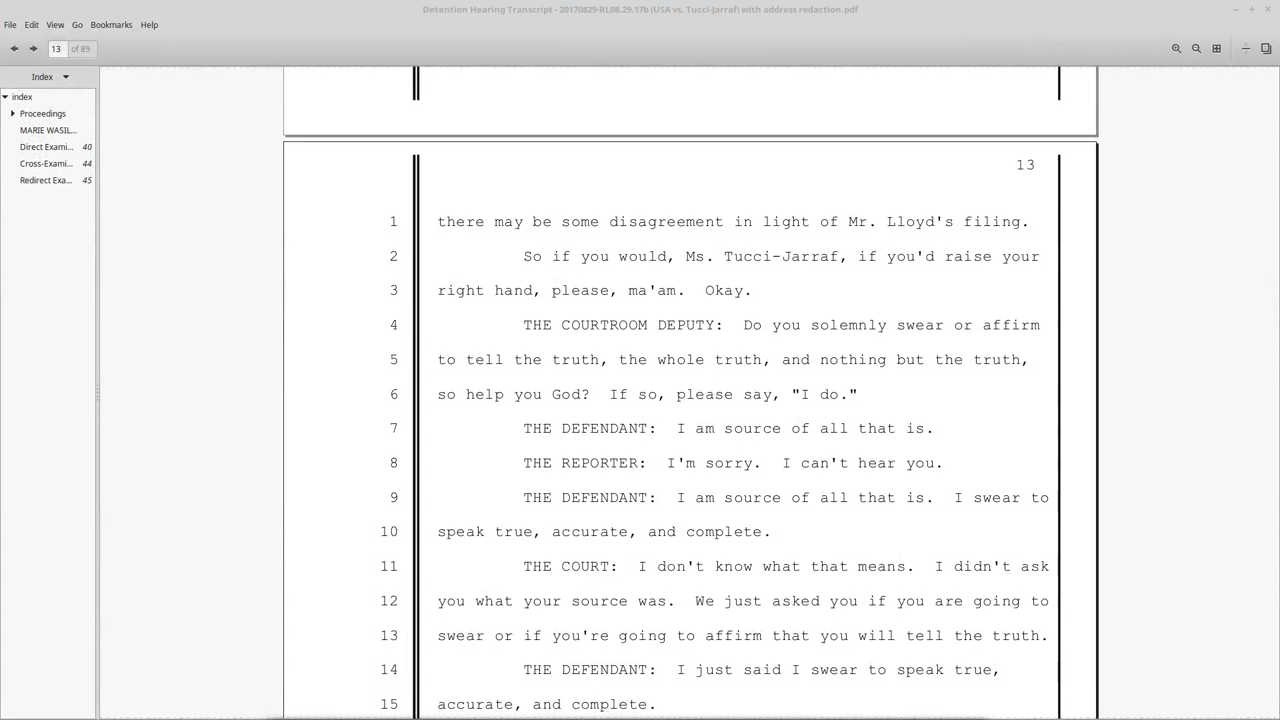 Detention Hearing Transcript - 20170829-RL08.29.17b (USA vs. Tucci-Jarraf) with address redaction.pdf
File Edit View Go Bookmarks Help
13 of 89
Index
index
Proceedings
MARIE WASIL...
Direct Exami... 40
Cross-Exami... 44
Redirect Exa... 45
13
1 there may be some disagreement in light of Mr. Lloyd's filing.
2 So if you would, Ms. Tucci-Jarraf, if you'd raise your
3 right hand, please, ma'am. Okay.
4 THE COURTROOM DEPUTY: Do you solemnly swear or affirm
5 to tell the truth, the whole truth, and nothing but the truth,
6 so help you God? If so, please say, "I do."
7 THE DEFENDANT: I am source of all that is.
8 THE REPORTER: I'm sorry. I can't hear you.
9 THE DEFENDANT: I am source of all that is. I swear to
10 speak true, accurate, and complete.
11 THE COURT: I don't know what that means. I didn't ask
12 you what your source was. We just asked you if you are going to
13 swear or if you're going to affirm that you will tell the truth.
14 THE DEFENDANT: I just said I swear to speak true,
15 accurate, and complete.